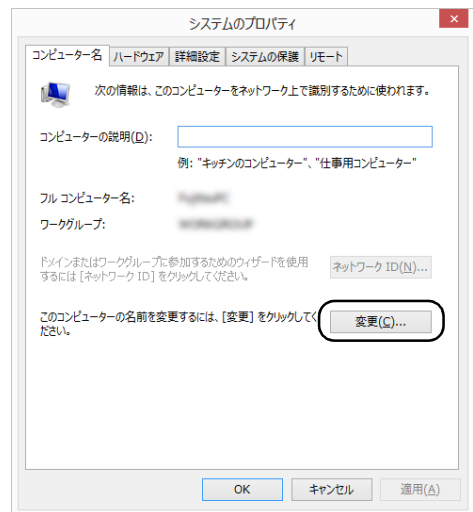 システムのプロパティ
コンピューター名 ハードウェア 詳細設定 システムの保護 リモート
次の情報は、このコンピューターをネットワーク上で識別するために使われます。
コンピューターの説明(D):
例: "キッチンのコンピューター"、"仕事用コンピューター"
フル コンピューター名:
ワークグループ:
ドメインまたはワークグループに参加するためのウィザードを使用
するには [ネットワーク ID] をクリックしてください。
ネットワーク ID(N)...
このコンピューターの名前を変更するには、[変更] をクリックしてく
ださい。
変更(C)...
OK キャンセル 適用(A)